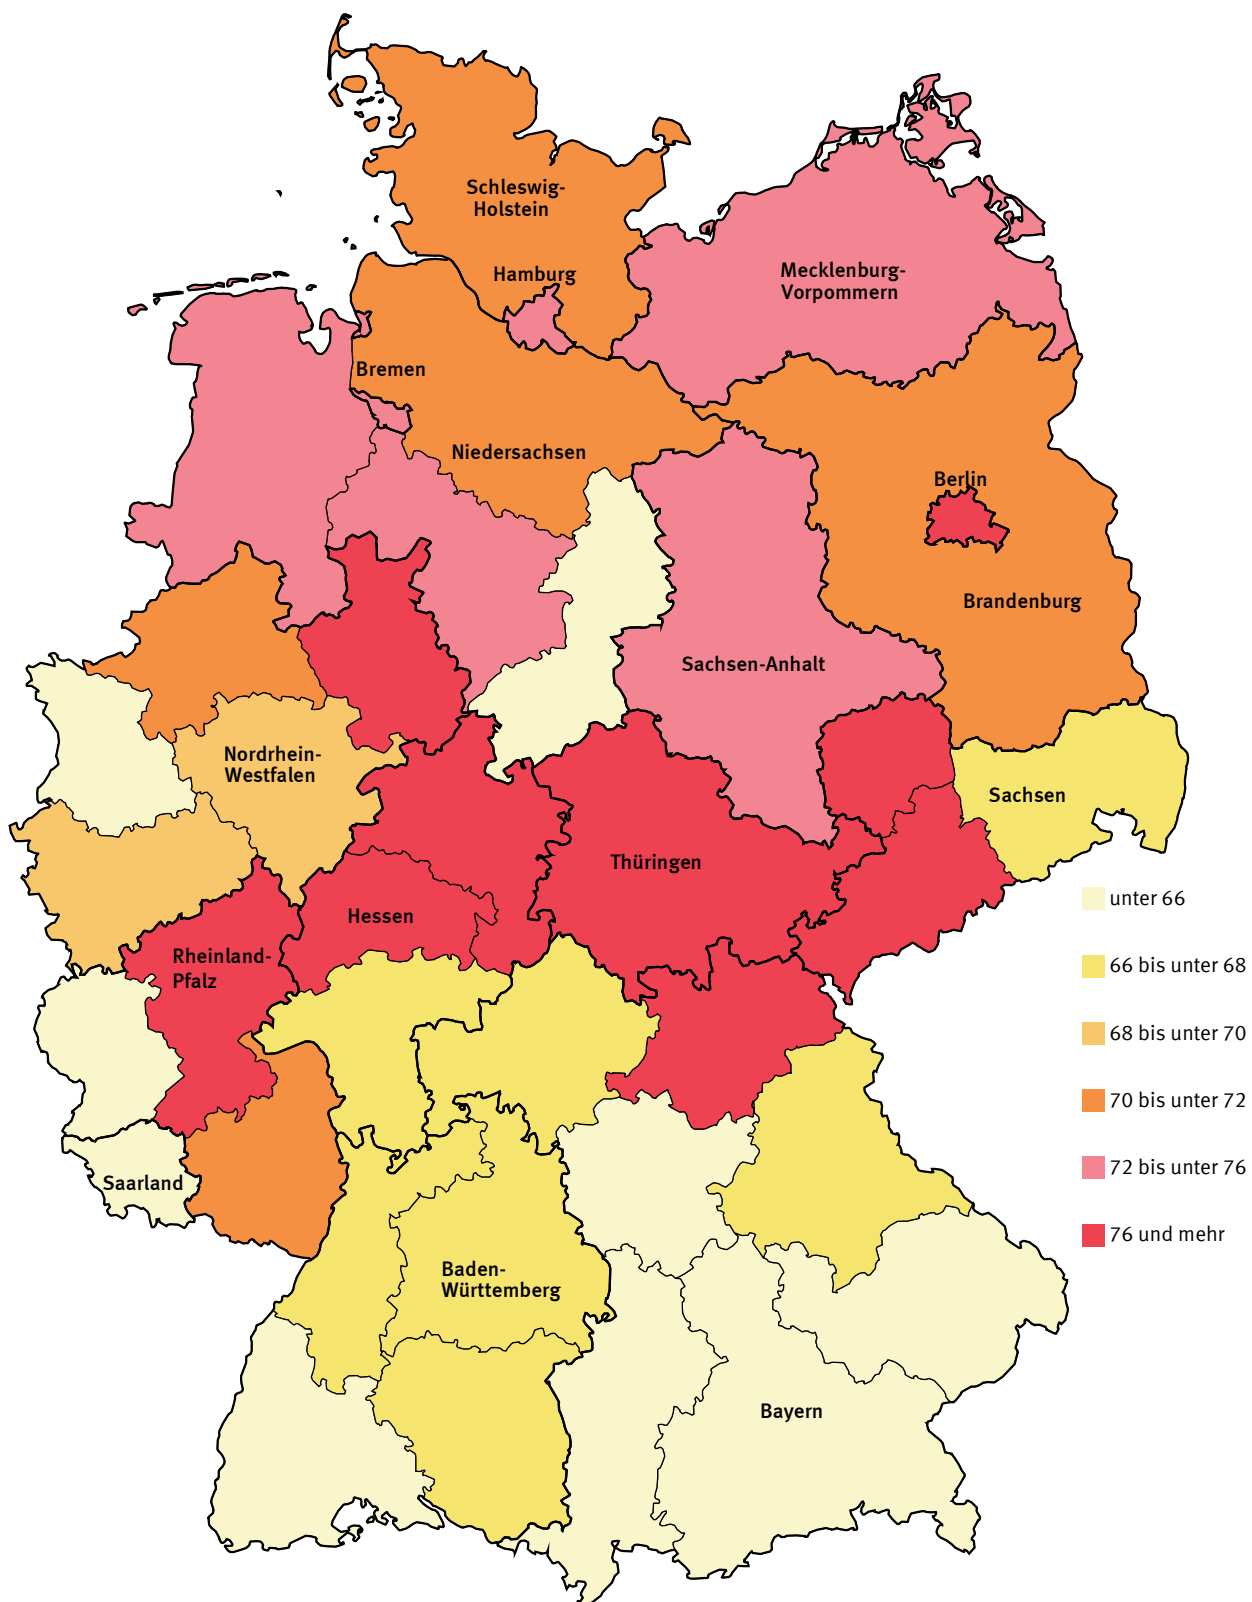 Schleswig-
Holstein
Hamburg
Mecklenburg-
Vorpommern
Bremen
Niedersachsen
Berlin
Brandenburg
Sachsen-Anhalt
Nordrhein-
Westfalen
Sachsen
Thüringen
Hessen
Rheinland-
Pfalz
Saarland
Baden-
Württemberg
Bayern
unter 66
66 bis unter 68
68 bis unter 70
70 bis unter 72
72 bis unter 76
76 und mehr